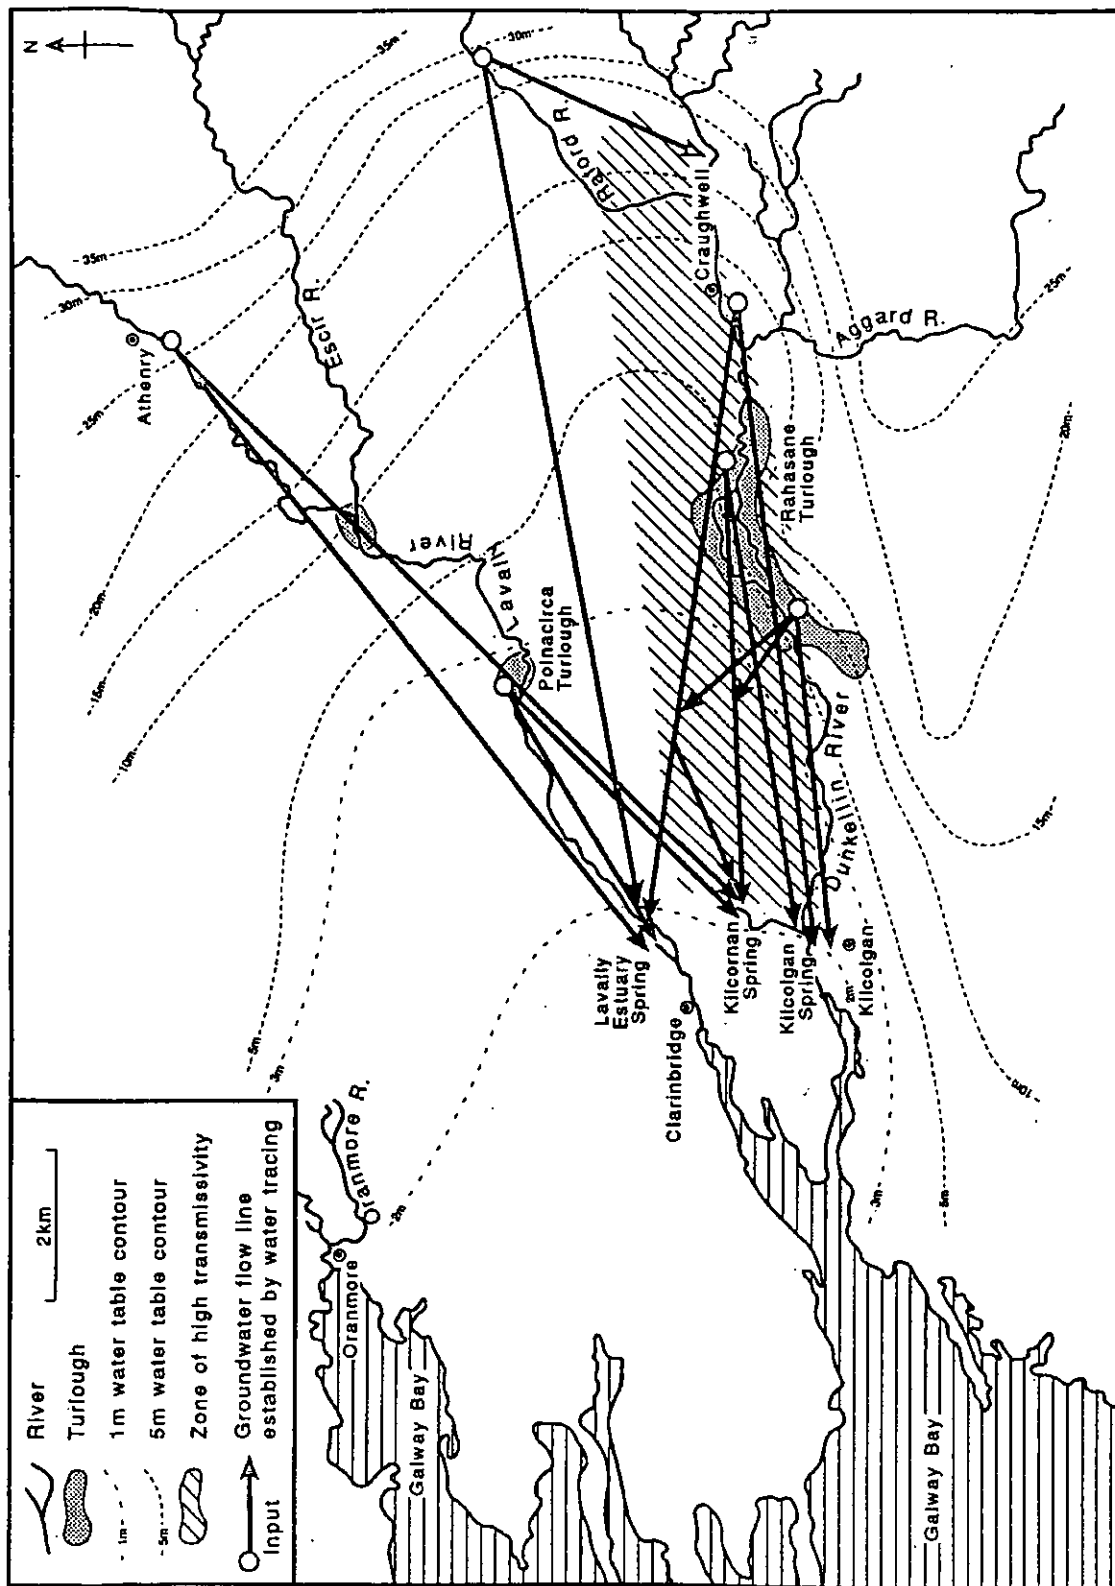 River
Turlough
1m
1m water table contour
5m
5m water table contour
Zone of high transmissivity
Input
Groundwater flow line
established by water tracing
2km
N
35m
30m
35m
30m
25m
20m
15m
10m
5m
3m
2m
Athenry
Escir R.
Raford R.
Craughwell
Aggard R.
25m
20m
15m
10m
5m
3m
2m
Lavally
River
Polnacirca
Turlough
Rahasane
Turlough
Dunkellin River
Lavally
Estuary
Spring
Kilcornan
Spring
Kilcolgan
Spring
Kilcolgan
Clarinbridge
Oranmore R.
Oranmore
Galway Bay
Galway Bay